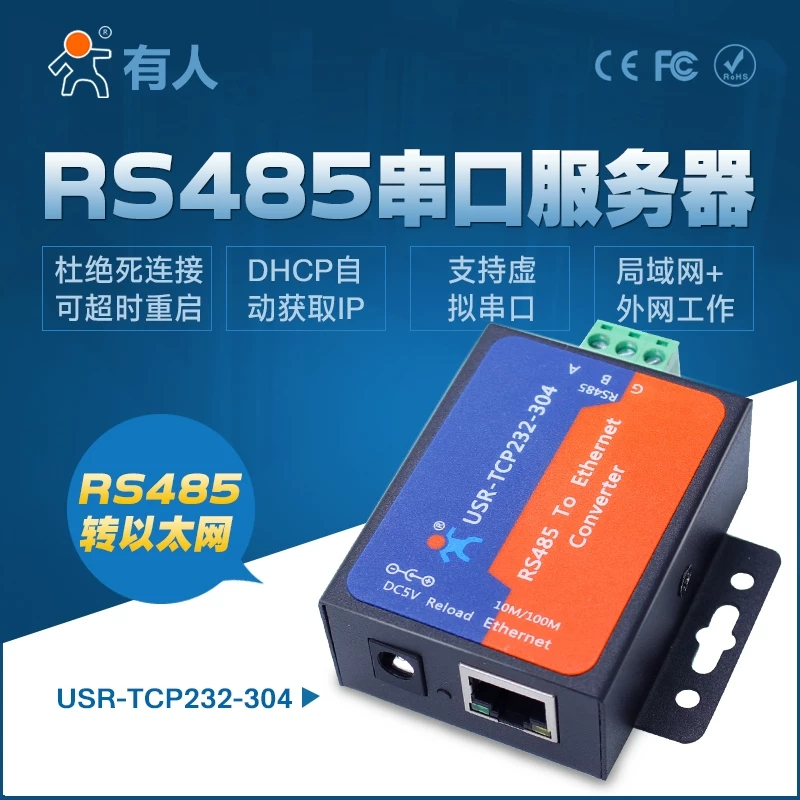 ®
有人
CE FC RoHS
RS485串口服务器
杜绝死连接
可超时重启
DHCP自
动获取IP
支持虚
拟串口
局域网+
外网工作
RS485
转以太网
USR-TCP232-304
A B G
RS485
USR-TCP232-304
®
RS485 To Ethernet
Converter
DC5V Reload Ethernet
10M/100M